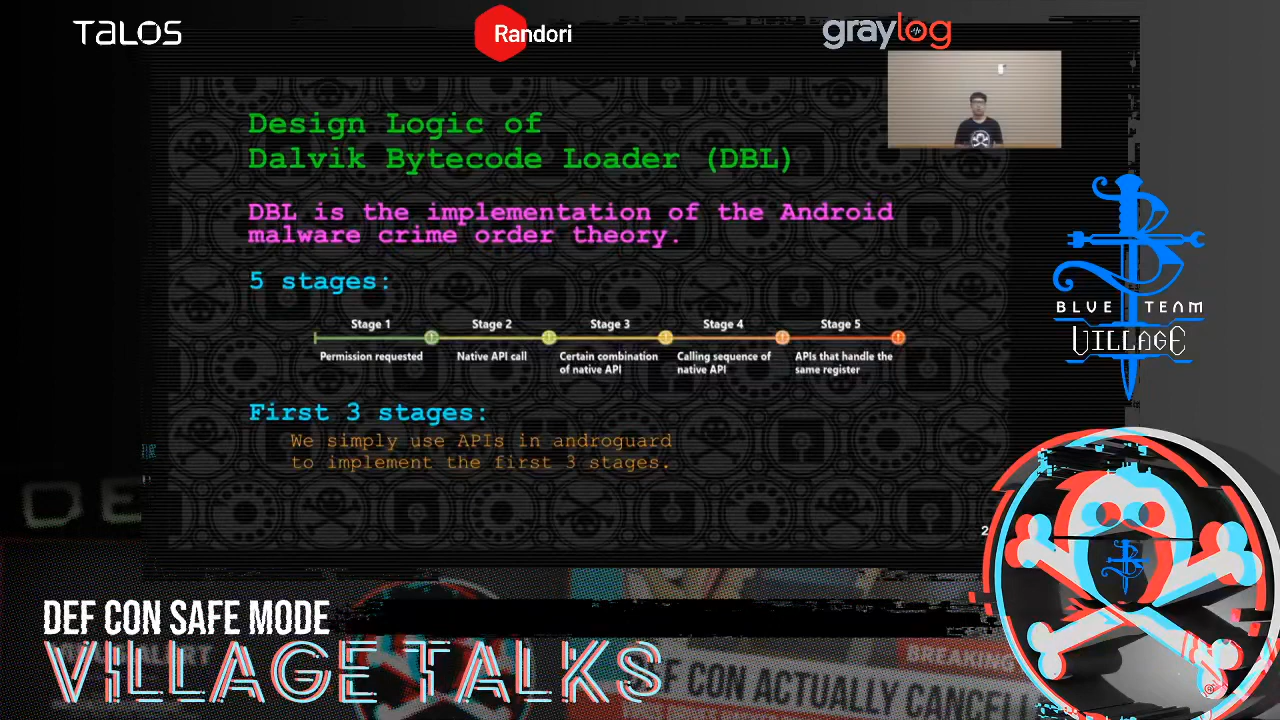 TALOS
Randori
graylog
Design Logic of
Dalvik Bytecode Loader (DBL)
DBL is the implementation of the Android
malware crime order theory.
5 stages:
Stage 1
Stage 2
Stage 3
Stage 4
Stage 5
Permission requested
Native API call
Certain combination
of native API
Calling sequence of
native API
APIs that handle the
same register
First 3 stages:
We simply use APIs in androguard
to implement the first 3 stages.
2
BLUE TEAM
VILLAGE
DEF CON SAFE MODE
VILLAGE TALKS
BREAKING
DEF CON ACTUALLY CANCELL